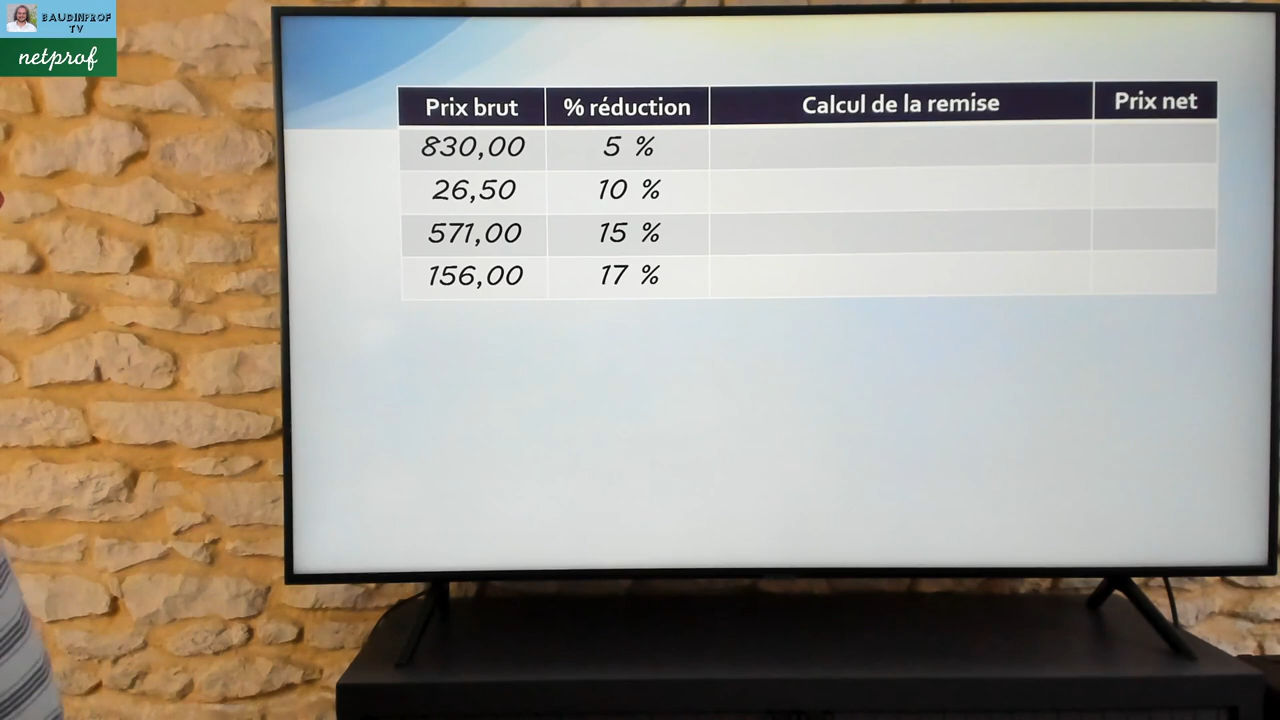 BAUDINPROF
TV
netprof
Prix brut % réduction Calcul de la remise Prix net
830,00 5 %
26,50 10 %
571,00 15 %
156,00 17 %